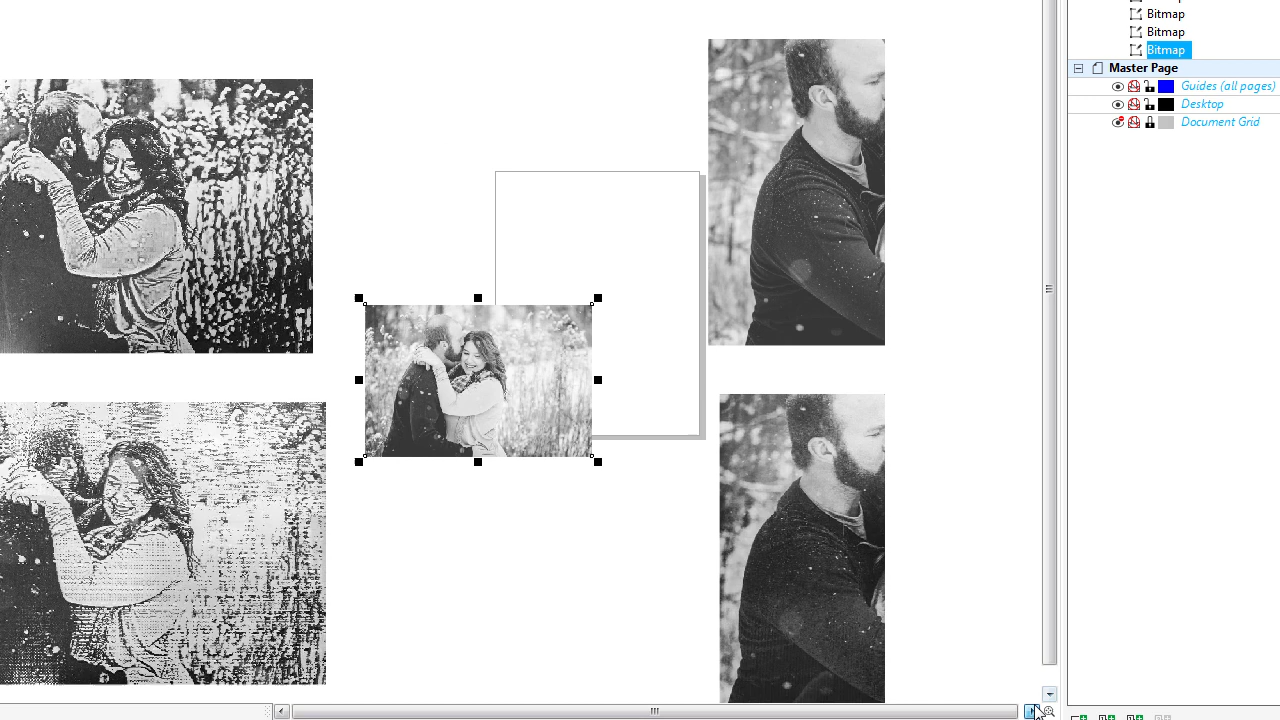 Bitmap
Bitmap
Bitmap
Master Page
Guides (all pages)
Desktop
Document Grid